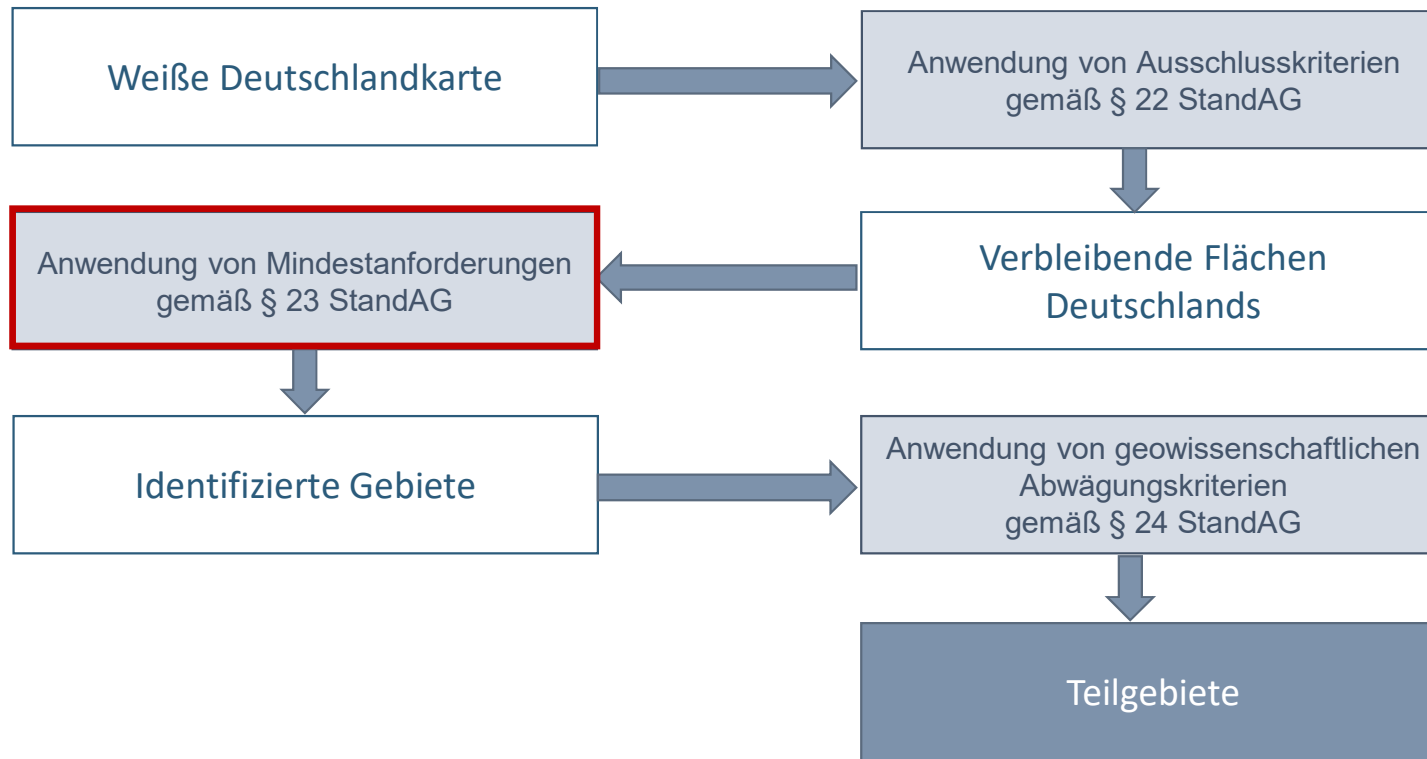 Weiße Deutschlandkarte
Anwendung von Ausschlusskriterien
gemäß § 22 StandAG
Verbleibende Flächen
Deutschlands
Anwendung von Mindestanforderungen
gemäß § 23 StandAG
Identifizierte Gebiete
Anwendung von geowissenschaftlichen
Abwägungskriterien
gemäß § 24 StandAG
Teilgebiete